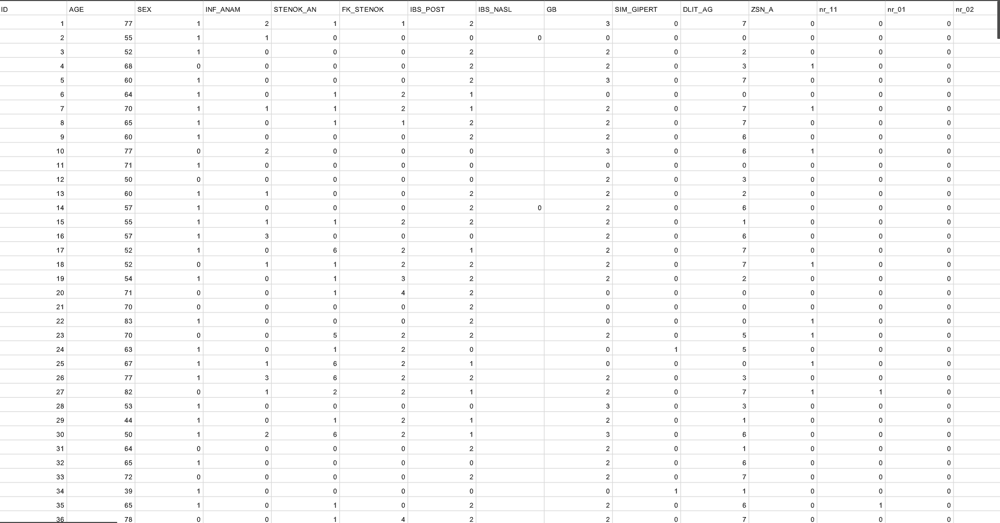 ID AGE SEX INF_ANAM STENOK_AN FK_STENOK IBS_POST IBS_NASL GB SIM_GIPERT DLIT_AG ZSN_A nr_11 nr_01 nr_02
1 77 1 2 1 1 2 3 0 7 0 0 0
2 55 1 1 0 0 0 0 0 0 0 0 0 0
3 52 1 0 0 0 2 2 0 2 0 0 0
4 68 0 0 0 0 2 2 0 3 1 0 0
5 60 1 0 0 0 2 3 0 7 0 0 0
6 64 1 0 1 2 1 0 0 0 0 0 0
7 70 1 1 1 2 1 2 0 7 1 0 0
8 65 1 0 1 1 2 2 0 7 0 0 0
9 60 1 0 0 0 2 2 0 6 0 0 0
10 77 0 2 0 0 0 3 0 6 1 0 0
11 71 1 0 0 0 0 0 0 0 0 0 0
12 50 0 0 0 0 0 2 0 3 0 0 0
13 60 1 1 0 0 2 2 0 2 0 0 0
14 57 1 0 0 0 2 0 2 0 6 0 0 0
15 55 1 1 1 2 2 2 0 1 0 0 0
16 57 1 3 0 0 0 2 0 6 0 0 0
17 52 1 0 6 2 1 2 0 7 0 0 0
18 52 0 1 1 2 2 2 0 7 1 0 0
19 54 1 0 1 3 2 2 0 2 0 0 0
20 71 0 0 1 4 2 0 0 0 0 0 0
21 70 0 0 0 0 2 0 0 0 0 0 0
22 83 1 0 0 0 2 0 0 0 1 0 0
23 70 0 0 5 2 2 2 0 5 1 0 0
24 63 1 0 1 2 0 0 1 5 0 0 0
25 67 1 1 6 2 1 0 0 0 1 0 0
26 77 1 3 6 2 2 2 0 3 0 0 0
27 82 0 1 2 2 1 2 0 7 1 1 0
28 53 1 0 0 0 0 3 0 3 0 0 0
29 44 1 0 1 2 1 2 0 1 0 0 0
30 50 1 2 6 2 1 3 0 6 0 0 0
31 64 0 0 0 0 2 2 0 1 0 0 0
32 65 1 0 0 0 0 2 0 6 0 0 0
33 72 0 0 0 0 2 2 0 7 0 0 0
34 39 1 0 0 0 0 0 1 1 0 0 0
35 65 1 0 1 0 2 2 0 6 0 1 0
36 78 0 0 1 4 2 2 0 7 0 0 0